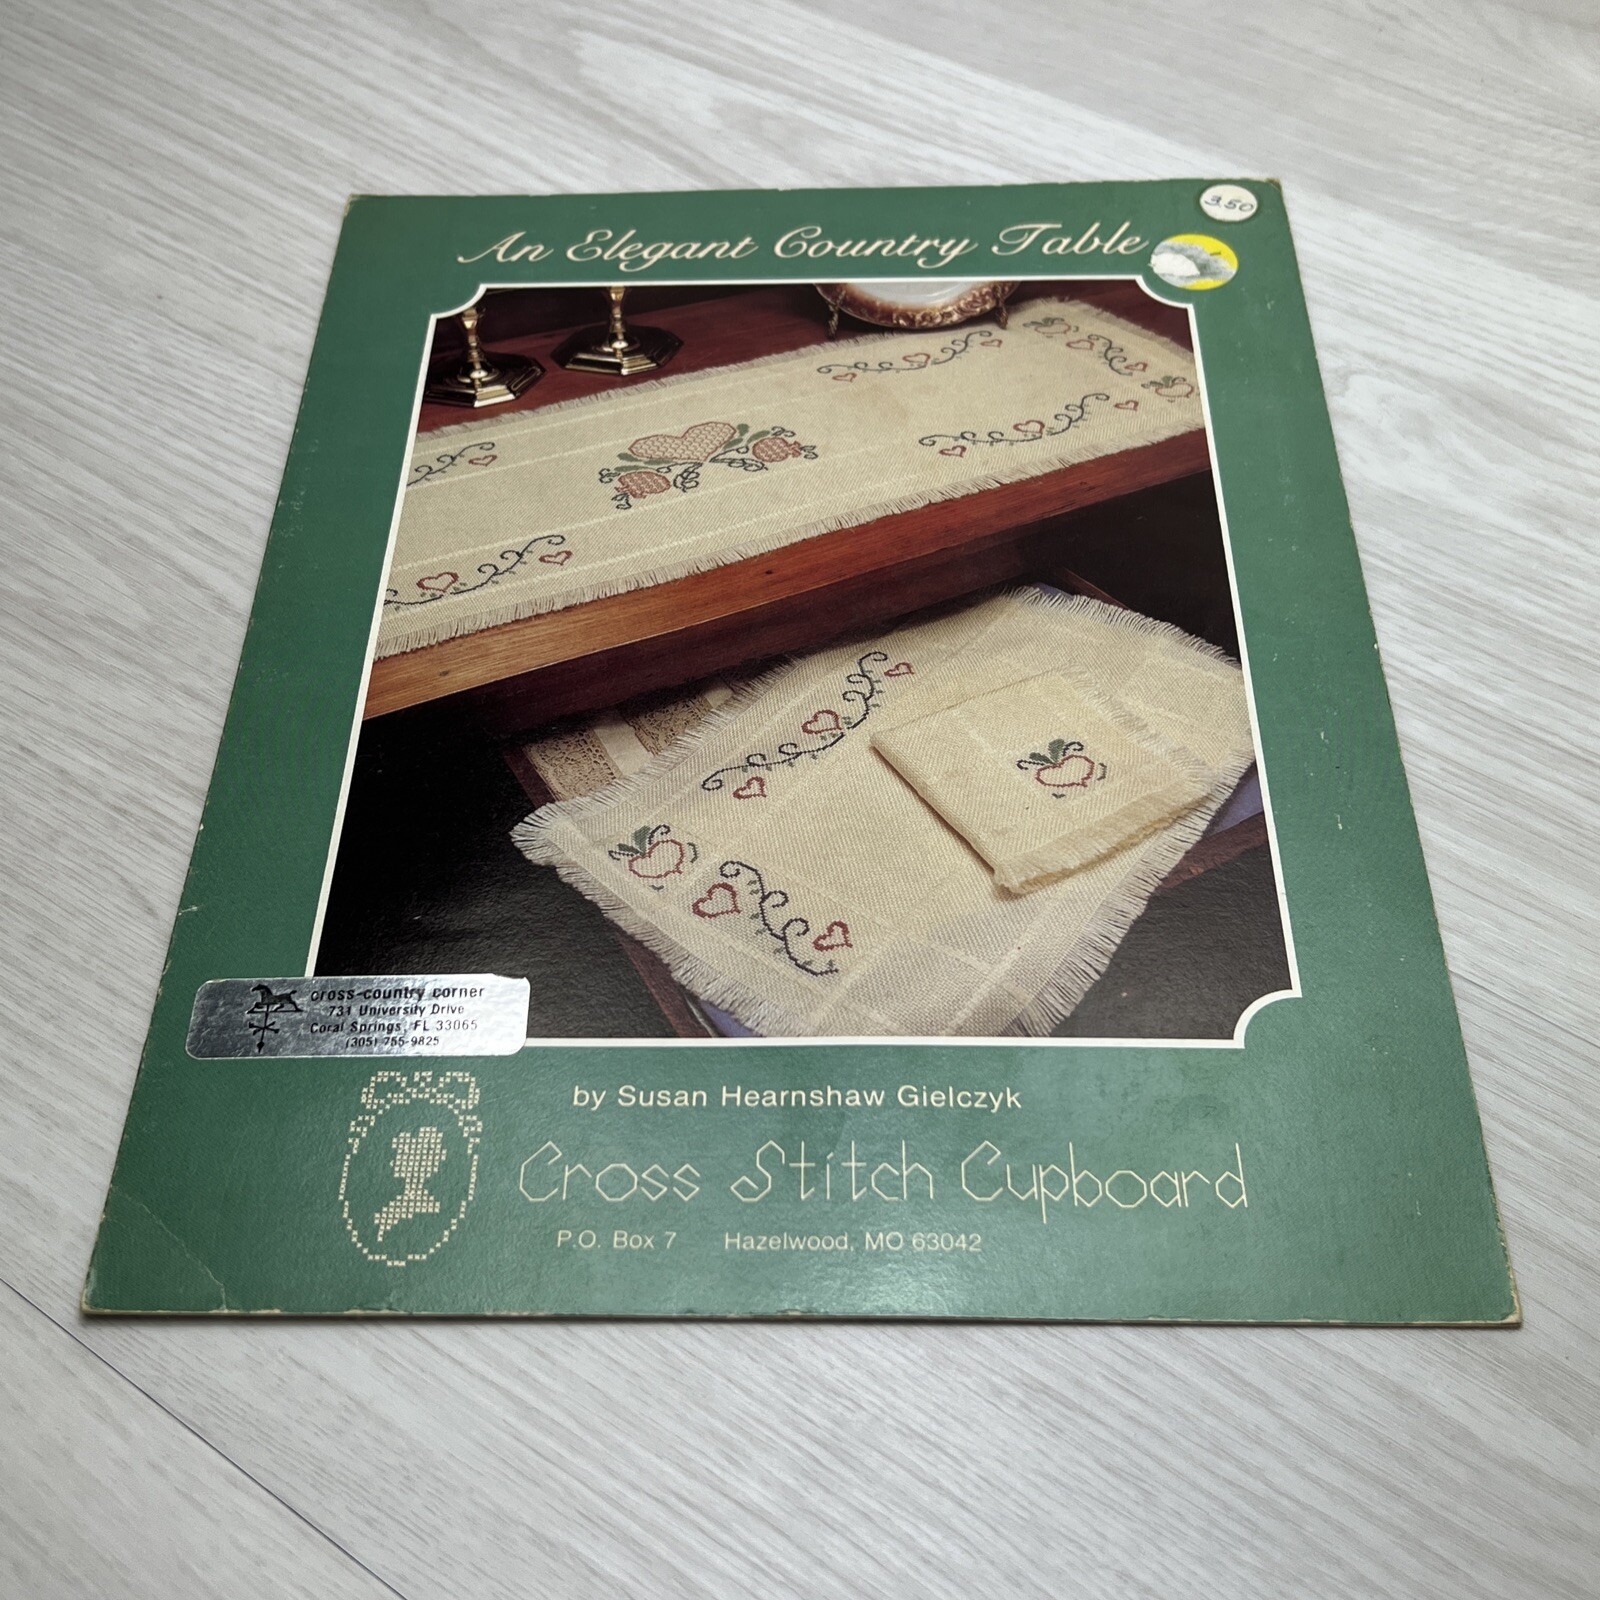 3.50
An Elegant Country Table
cross-country corner
731 University Drive
Coral Springs, FL 33065
(305) 755-9825
by Susan Hearnshaw Gielczyk
Cross Stitch Cupboard
P.O. Box 7 Hazelwood, MO 63042